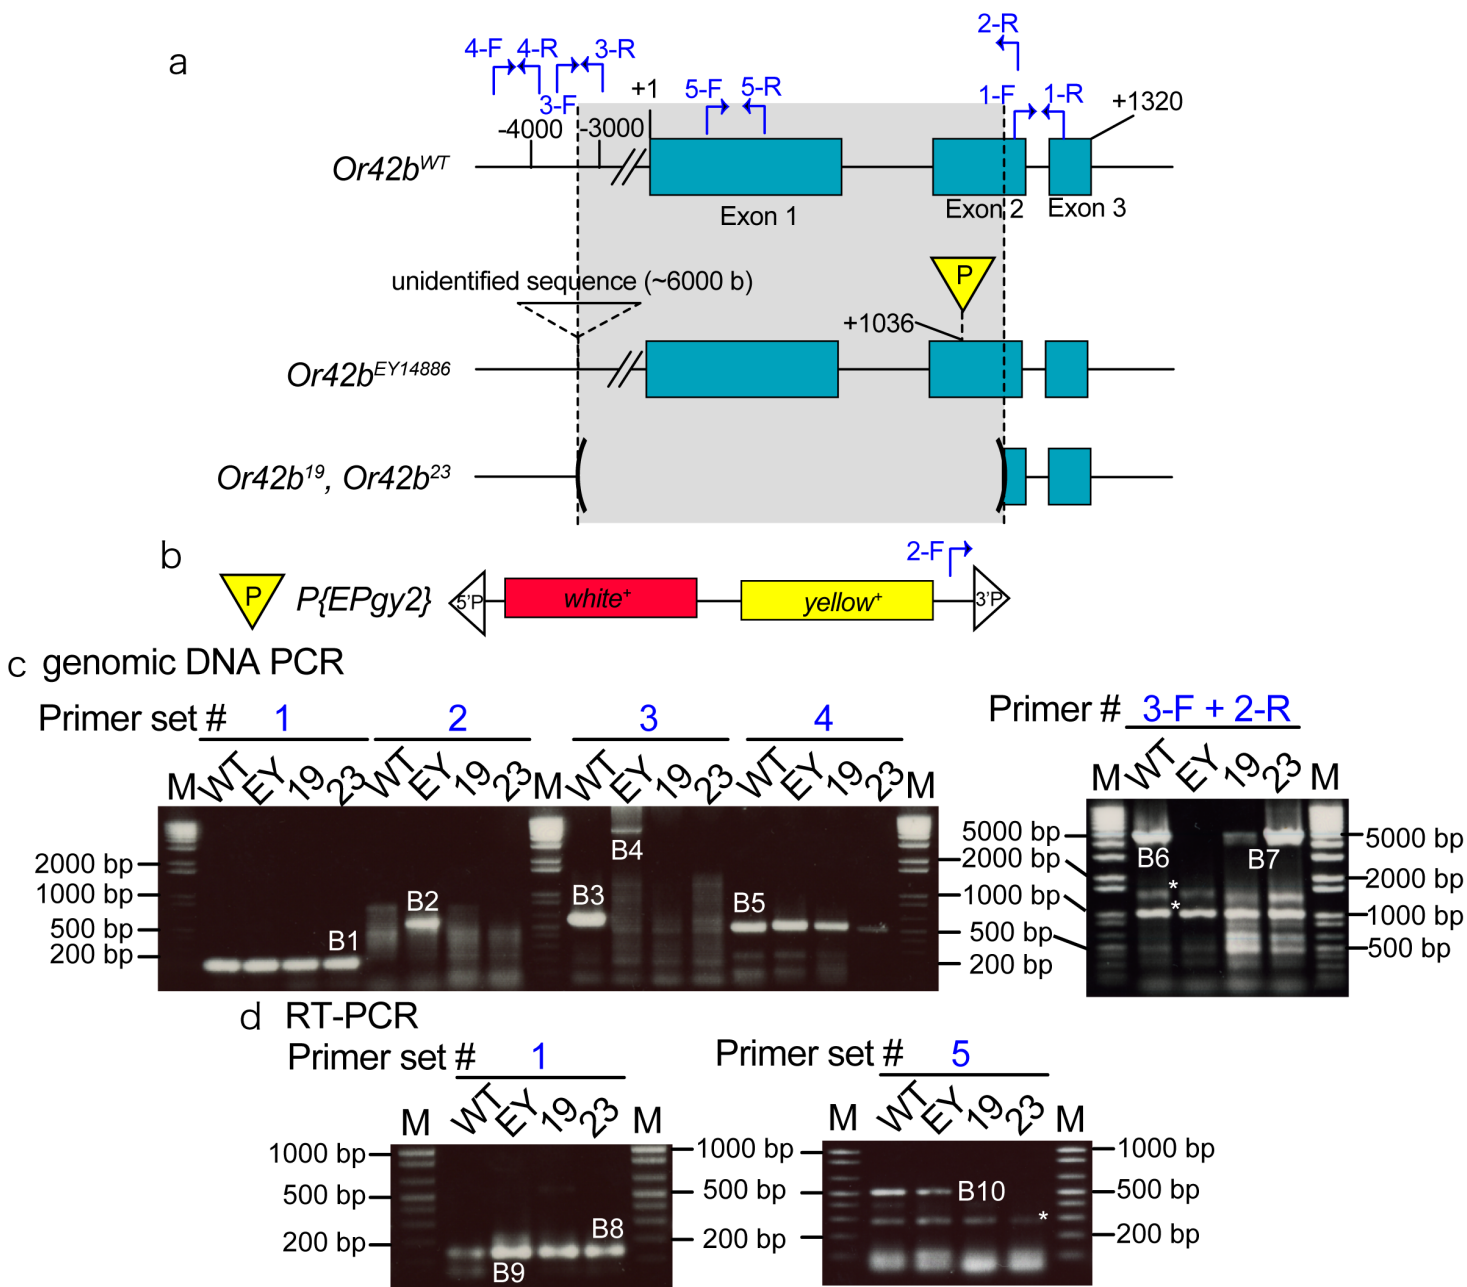 a
2-R
4-F 4-R 3-R
3-F
+1
5-F 5-R
1-F 1-R
+1320
-4000 -3000
Or42bWT
Exon 1 Exon 2 Exon 3
unidentified sequence (~6000 b)
P
+1036
Or42bEY14886
Or42b19, Or42b23
b
2-F
P P{EPgy2} 5'P white+ yellow+ 3'P
c genomic DNA PCR
Primer set # 1 2 3 4
Primer # 3-F + 2-R
M WT EY 19 23 WT EY 19 23 M WT EY 19 23 WT EY 19 23 M
M WT EY 19 23 M
2000 bp
1000 bp
500 bp
200 bp
B1
B2
B3
B4
B5
5000 bp
2000 bp
1000 bp
500 bp
200 bp
B6
B7
*
*
5000 bp
2000 bp
1000 bp
500 bp
d RT-PCR
Primer set # 1
Primer set # 5
M WT EY 19 23 M
M WT EY 19 23 M
1000 bp
500 bp
200 bp
B8
B9
1000 bp
500 bp
200 bp
B10
*
1000 bp
500 bp
200 bp